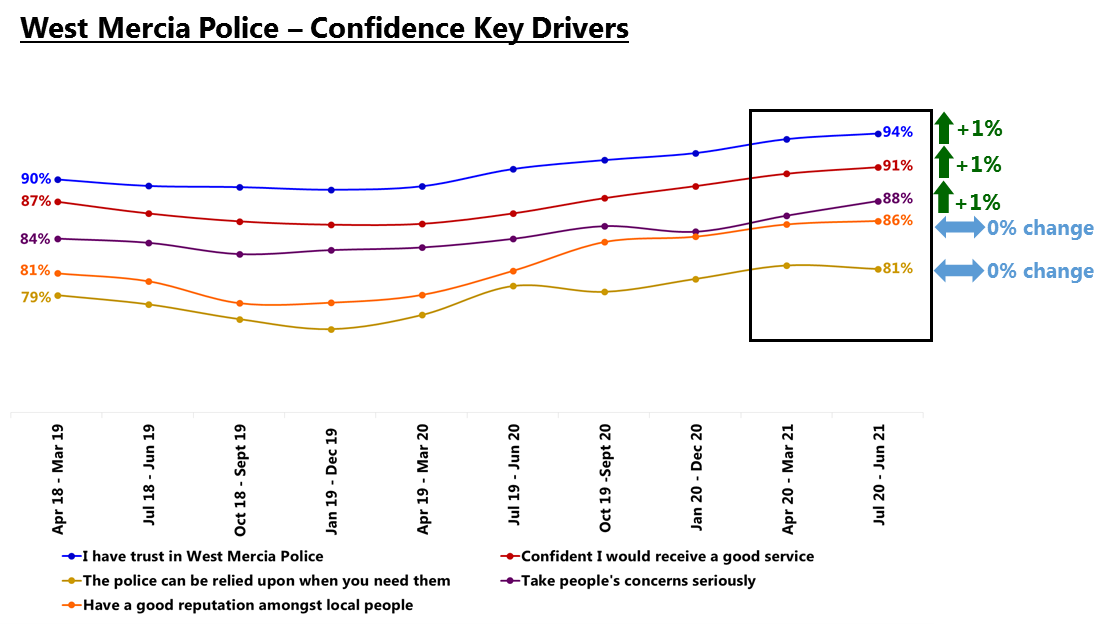 West Mercia Police – Confidence Key Drivers
94%
+1%
91%
+1%
90%
87%
88%
+1%
86%
0% change
84%
81%
81%
0% change
79%
Apr 18 - Mar 19
Jul 18 - Jun 19
Oct 18 - Sept 19
Jan 19 - Dec 19
Apr 19 - Mar 20
Jul 19 - Jun 20
Oct 19 -Sept 20
Jan 20 - Dec 20
Apr 20 - Mar 21
Jul 20 - Jun 21
I have trust in West Mercia Police
Confident I would receive a good service
The police can be relied upon when you need them
Take people's concerns seriously
Have a good reputation amongst local people